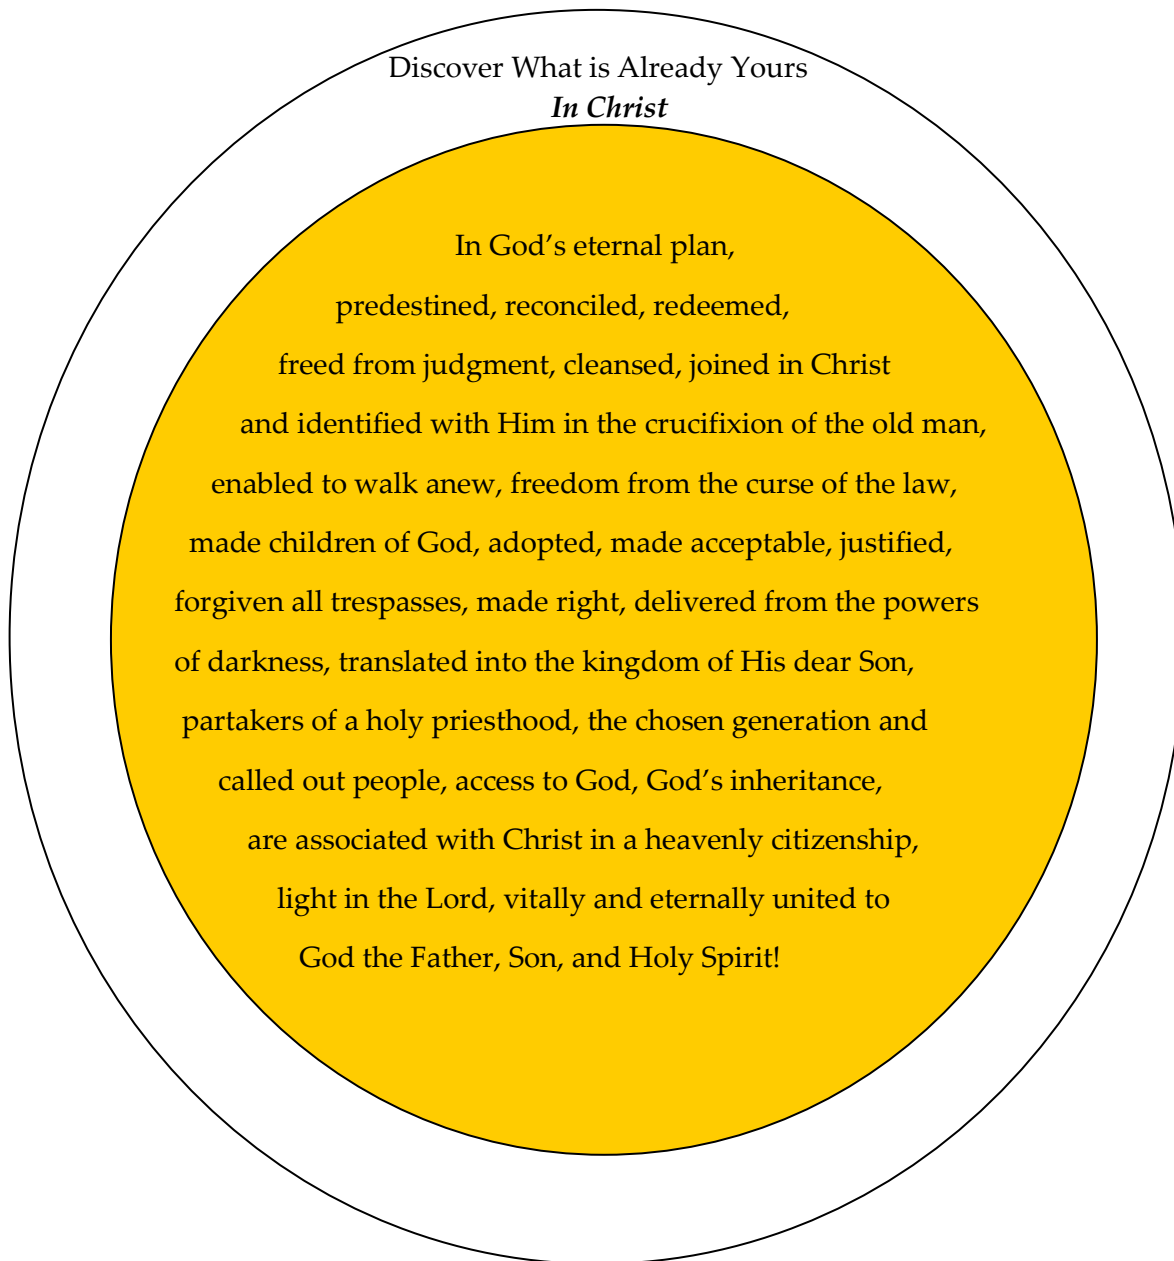 Discover What is Already Yours
In Christ
In God’s eternal plan,
predestined, reconciled, redeemed,
freed from judgment, cleansed, joined in Christ
and identified with Him in the crucifixion of the old man,
enabled to walk anew, freedom from the curse of the law,
made children of God, adopted, made acceptable, justified,
forgiven all trespasses, made right, delivered from the powers
of darkness, translated into the kingdom of His dear Son,
partakers of a holy priesthood, the chosen generation and
called out people, access to God, God’s inheritance,
are associated with Christ in a heavenly citizenship,
light in the Lord, vitally and eternally united to
God the Father, Son, and Holy Spirit!